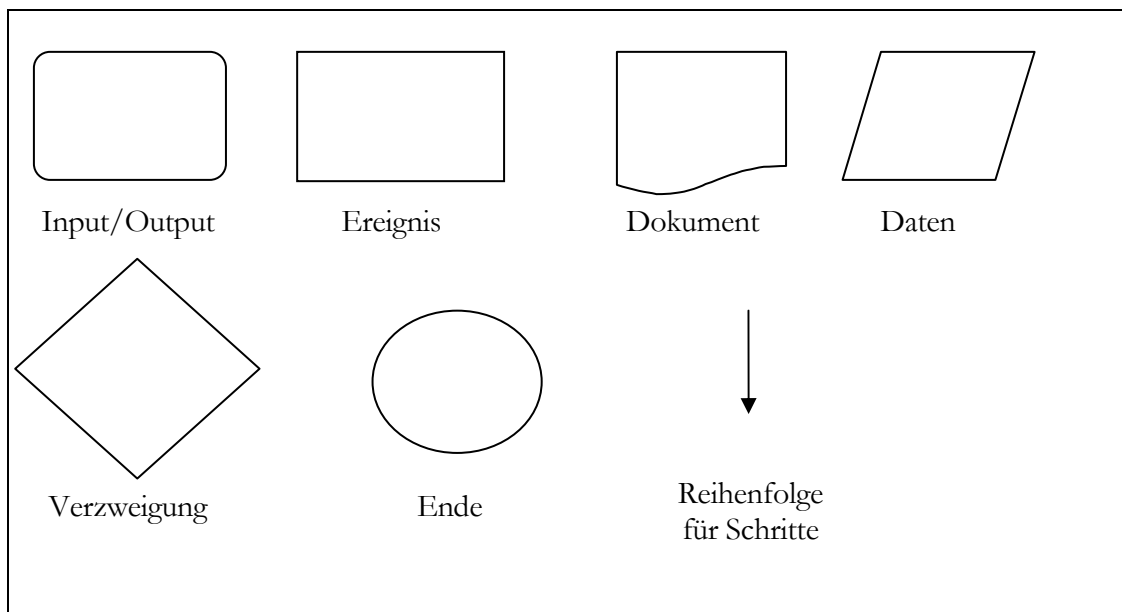 Input/Output
Ereignis
Dokument
Daten
Verzweigung
Ende
Reihenfolge
für Schritte